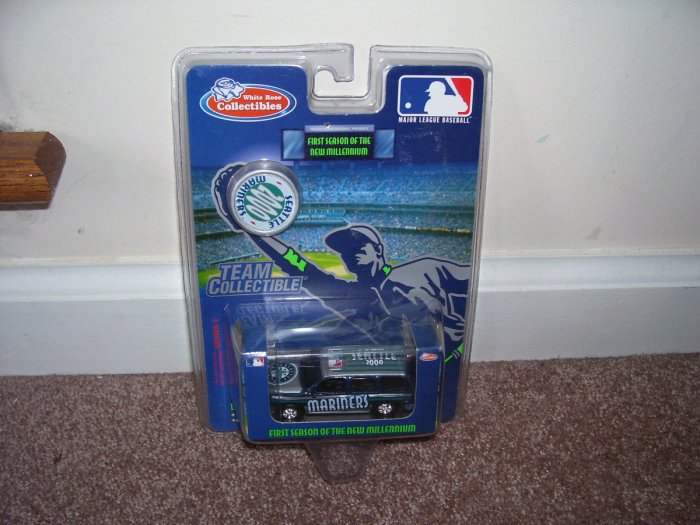 White Rose
Collectibles
MAJOR LEAGUE BASEBALL
FIRST SEASON OF THE
NEW MILLENNIUM
SEATTLE
2000
MARINERS
TEAM
COLLECTIBLE
SEATTLE
2000
MARINERS
FIRST SEASON OF THE NEW MILLENNIUM